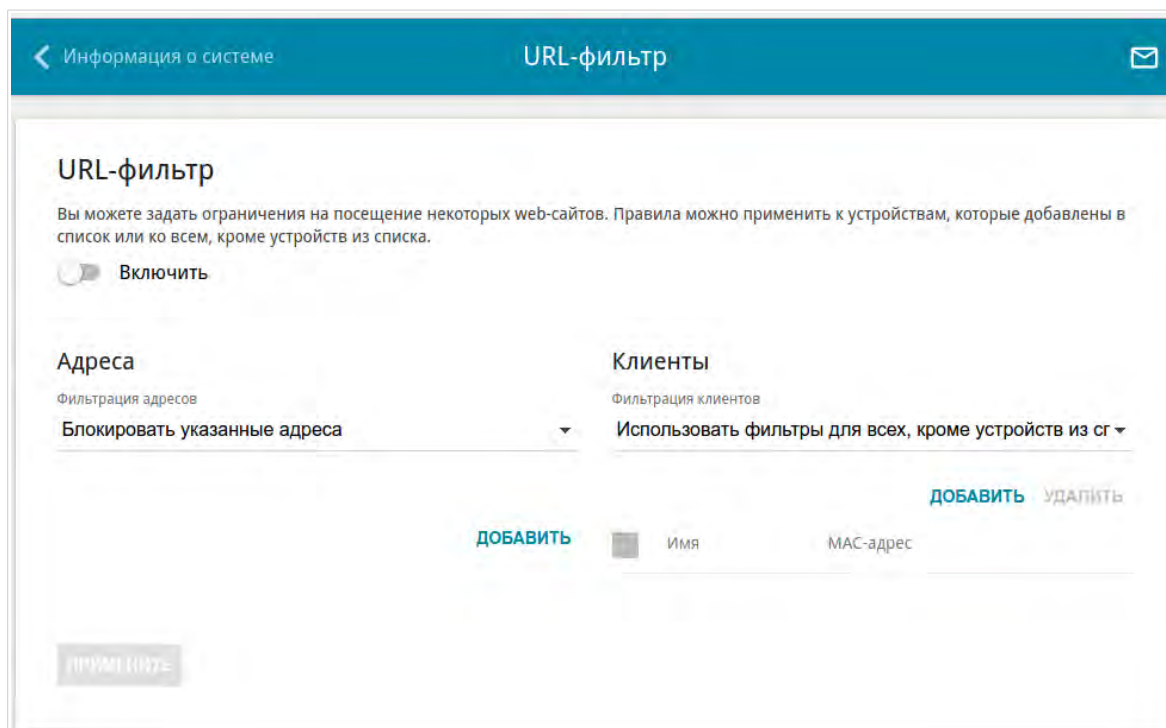 Информация о системе
URL-фильтр
URL-фильтр
Вы можете задать ограничения на посещение некоторых web-сайтов. Правила можно применить к устройствам, которые добавлены в
список или ко всем, кроме устройств из списка.
Включить
Адреса
Фильтрация адресов
Блокировать указанные адреса
ДОБАВИТЬ
Клиенты
Фильтрация клиентов
Использовать фильтры для всех, кроме устройств из сп
ДОБАВИТЬ УДАЛИТЬ
Имя MAC-адрес
ПРИМЕНИТЬ